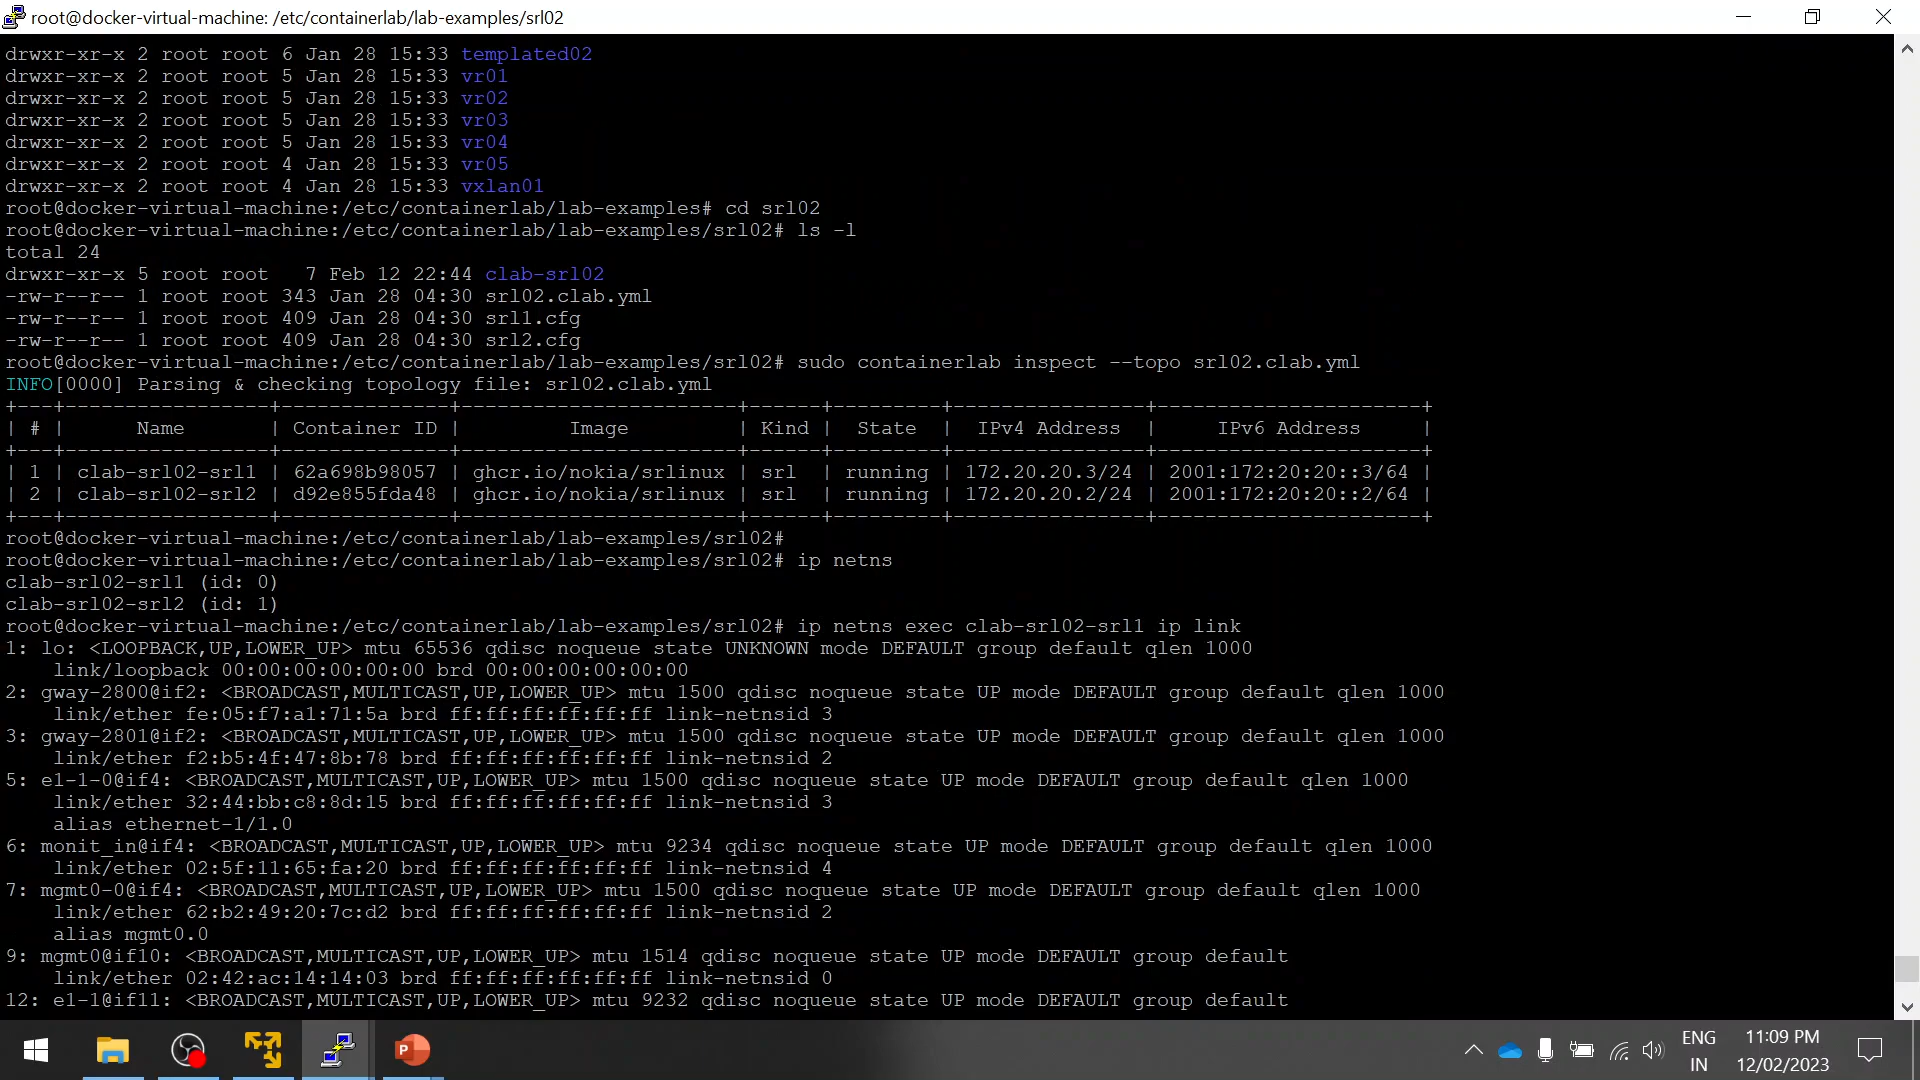 root@docker-virtual-machine: /etc/containerlab/lab-examples/srl02
drwxr-xr-x 2 root root 6 Jan 28 15:33 templated02
drwxr-xr-x 2 root root 5 Jan 28 15:33 vr01
drwxr-xr-x 2 root root 5 Jan 28 15:33 vr02
drwxr-xr-x 2 root root 5 Jan 28 15:33 vr03
drwxr-xr-x 2 root root 5 Jan 28 15:33 vr04
drwxr-xr-x 2 root root 4 Jan 28 15:33 vr05
drwxr-xr-x 2 root root 4 Jan 28 15:33 vxlan01
root@docker-virtual-machine:/etc/containerlab/lab-examples# cd srl02
root@docker-virtual-machine:/etc/containerlab/lab-examples/srl02# ls -l
total 24
drwxr-xr-x 5 root root   7 Feb 12 22:44 clab-srl02
-rw-r--r-- 1 root root 343 Jan 28 04:30 srl02.clab.yml
-rw-r--r-- 1 root root 409 Jan 28 04:30 srl1.cfg
-rw-r--r-- 1 root root 409 Jan 28 04:30 srl2.cfg
root@docker-virtual-machine:/etc/containerlab/lab-examples/srl02# sudo containerlab inspect --topo srl02.clab.yml
INFO[0000] Parsing & checking topology file: srl02.clab.yml
+---+-----------------+--------------+-----------------------+------+---------+----------------+----------------------+
| # |      Name       | Container ID |         Image         | Kind |  State  |  IPv4 Address  |     IPv6 Address     |
+---+-----------------+--------------+-----------------------+------+---------+----------------+----------------------+
| 1 | clab-srl02-srl1 | 62a698b98057 | ghcr.io/nokia/srlinux | srl  | running | 172.20.20.3/24 | 2001:172:20:20::3/64 |
| 2 | clab-srl02-srl2 | d92e855fda48 | ghcr.io/nokia/srlinux | srl  | running | 172.20.20.2/24 | 2001:172:20:20::2/64 |
+---+-----------------+--------------+-----------------------+------+---------+----------------+----------------------+
root@docker-virtual-machine:/etc/containerlab/lab-examples/srl02#
root@docker-virtual-machine:/etc/containerlab/lab-examples/srl02# ip netns
clab-srl02-srl1 (id: 0)
clab-srl02-srl2 (id: 1)
root@docker-virtual-machine:/etc/containerlab/lab-examples/srl02# ip netns exec clab-srl02-srl1 ip link
1: lo: <LOOPBACK,UP,LOWER_UP> mtu 65536 qdisc noqueue state UNKNOWN mode DEFAULT group default qlen 1000
    link/loopback 00:00:00:00:00:00 brd 00:00:00:00:00:00
2: gway-2800@if2: <BROADCAST,MULTICAST,UP,LOWER_UP> mtu 1500 qdisc noqueue state UP mode DEFAULT group default qlen 1000
    link/ether fe:05:f7:a1:71:5a brd ff:ff:ff:ff:ff:ff link-netnsid 3
3: gway-2801@if2: <BROADCAST,MULTICAST,UP,LOWER_UP> mtu 1500 qdisc noqueue state UP mode DEFAULT group default qlen 1000
    link/ether f2:b5:4f:47:8b:78 brd ff:ff:ff:ff:ff:ff link-netnsid 2
5: e1-1-0@if4: <BROADCAST,MULTICAST,UP,LOWER_UP> mtu 1500 qdisc noqueue state UP mode DEFAULT group default qlen 1000
    link/ether 32:44:bb:c8:8d:15 brd ff:ff:ff:ff:ff:ff link-netnsid 3
    alias ethernet-1/1.0
6: monit_in@if4: <BROADCAST,MULTICAST,UP,LOWER_UP> mtu 9234 qdisc noqueue state UP mode DEFAULT group default qlen 1000
    link/ether 02:5f:11:65:fa:20 brd ff:ff:ff:ff:ff:ff link-netnsid 4
7: mgmt0-0@if4: <BROADCAST,MULTICAST,UP,LOWER_UP> mtu 1500 qdisc noqueue state UP mode DEFAULT group default qlen 1000
    link/ether 62:b2:49:20:7c:d2 brd ff:ff:ff:ff:ff:ff link-netnsid 2
    alias mgmt0.0
9: mgmt0@if10: <BROADCAST,MULTICAST,UP,LOWER_UP> mtu 1514 qdisc noqueue state UP mode DEFAULT group default
    link/ether 02:42:ac:14:14:03 brd ff:ff:ff:ff:ff:ff link-netnsid 0
12: e1-1@if11: <BROADCAST,MULTICAST,UP,LOWER_UP> mtu 9232 qdisc noqueue state UP mode DEFAULT group default
P
ENG
IN
11:09 PM
12/02/2023